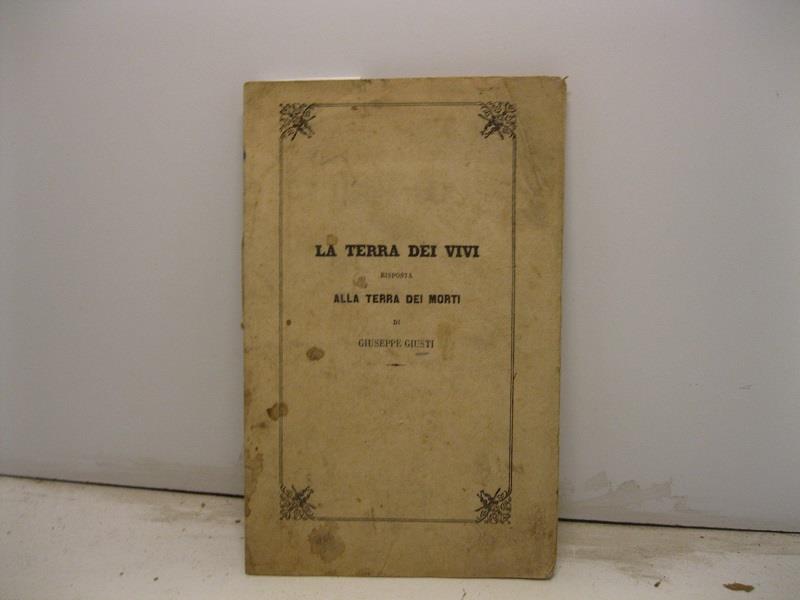 LA TERRA DEI VIVI
RISPOSTA
ALLA TERRA DEI MORTI
DI
GIUSEPPE GIUSTI